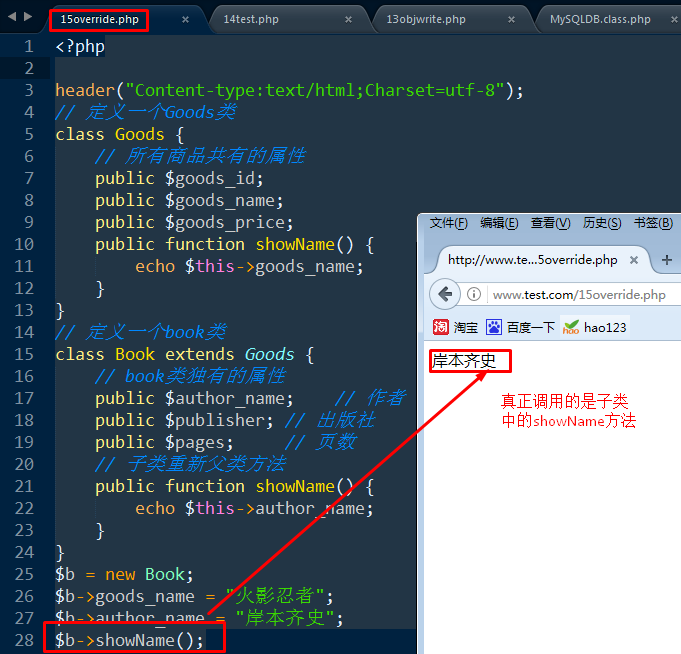 15override.php
14test.php
13objwrite.php
MySQLDB.class.php
1 <?php
2
3 header("Content-type:text/html;Charset=utf-8");
4 // 定义一个Goods类
5 class Goods {
6 // 所有商品共有的属性
7 public $goods_id;
8 public $goods_name;
9 public $goods_price;
10 public function showName() {
11 echo $this->goods_name;
12 }
13 }
14 // 定义一个book类
15 class Book extends Goods {
16 // book类独有的属性
17 public $author_name; // 作者
18 public $publisher; // 出版社
19 public $pages; // 页数
20 // 子类重新父类方法
21 public function showName() {
22 echo $this->author_name;
23 }
24 }
25 $b = new Book;
26 $b->goods_name = "火影忍者";
27 $b->author_name = "岸本齐史";
28 $b->showName();
文件(F) 编辑(E) 查看(V) 历史(S) 书签(B)
http://www.te...5override.php
www.test.com/15override.php
淘 淘宝 百度一下 hao hao123
岸本齐史
真正调用的是子类
中的showName方法